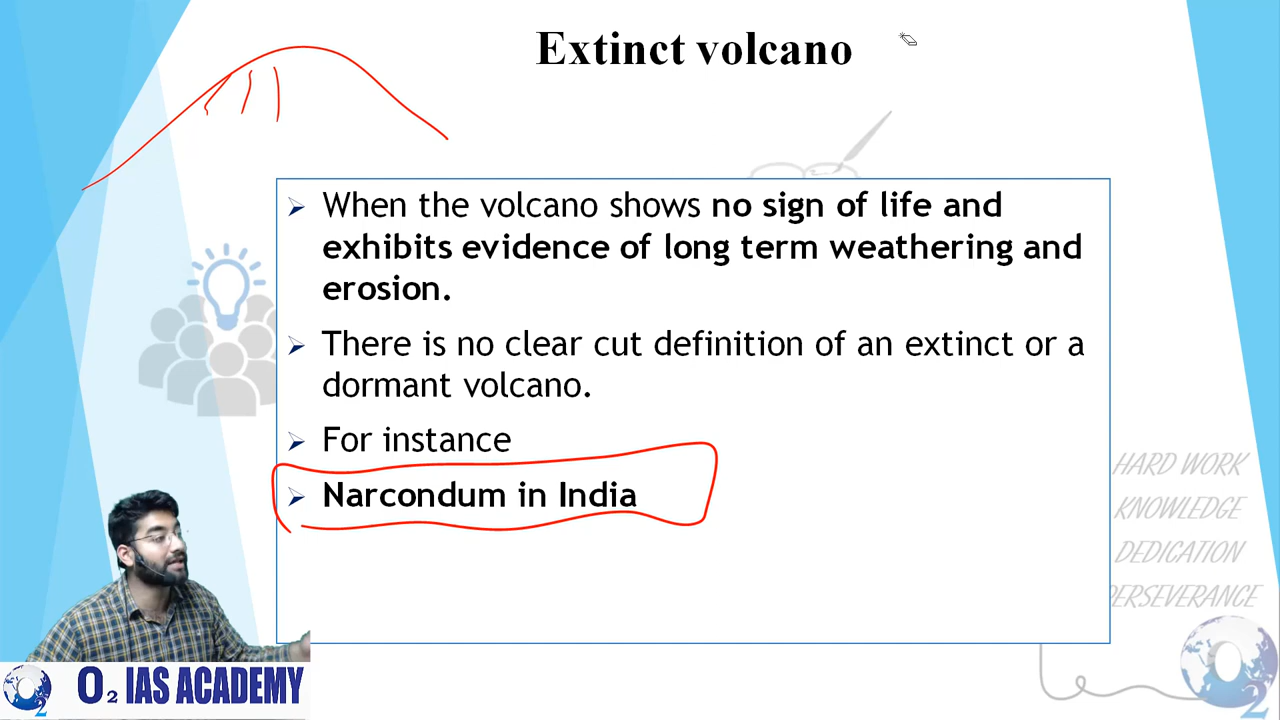 Extinct volcano
➢ When the volcano shows no sign of life and
exhibits evidence of long term weathering and
erosion.
➢ There is no clear cut definition of an extinct or a
dormant volcano.
➢ For instance
➢ Narcondum in India
HARD WORK
KNOWLEDGE
DEDICATION
PERSEVERANCE
O2 IAS ACADEMY
2
2